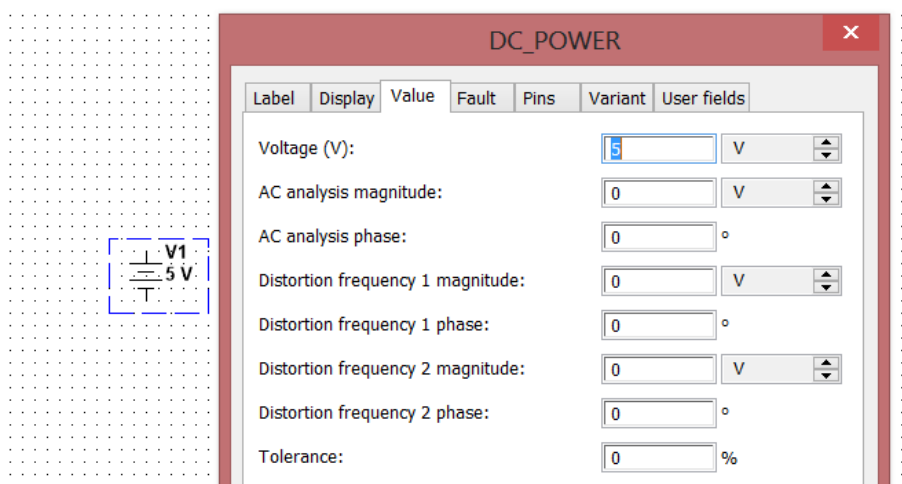 DC_POWER
Label Display Value Fault Pins Variant User fields
Voltage (V): 5 V
AC analysis magnitude: 0 V
AC analysis phase: 0 °
V1
5 V
Distortion frequency 1 magnitude: 0 V
Distortion frequency 1 phase: 0 °
Distortion frequency 2 magnitude: 0 V
Distortion frequency 2 phase: 0 °
Tolerance: 0 %